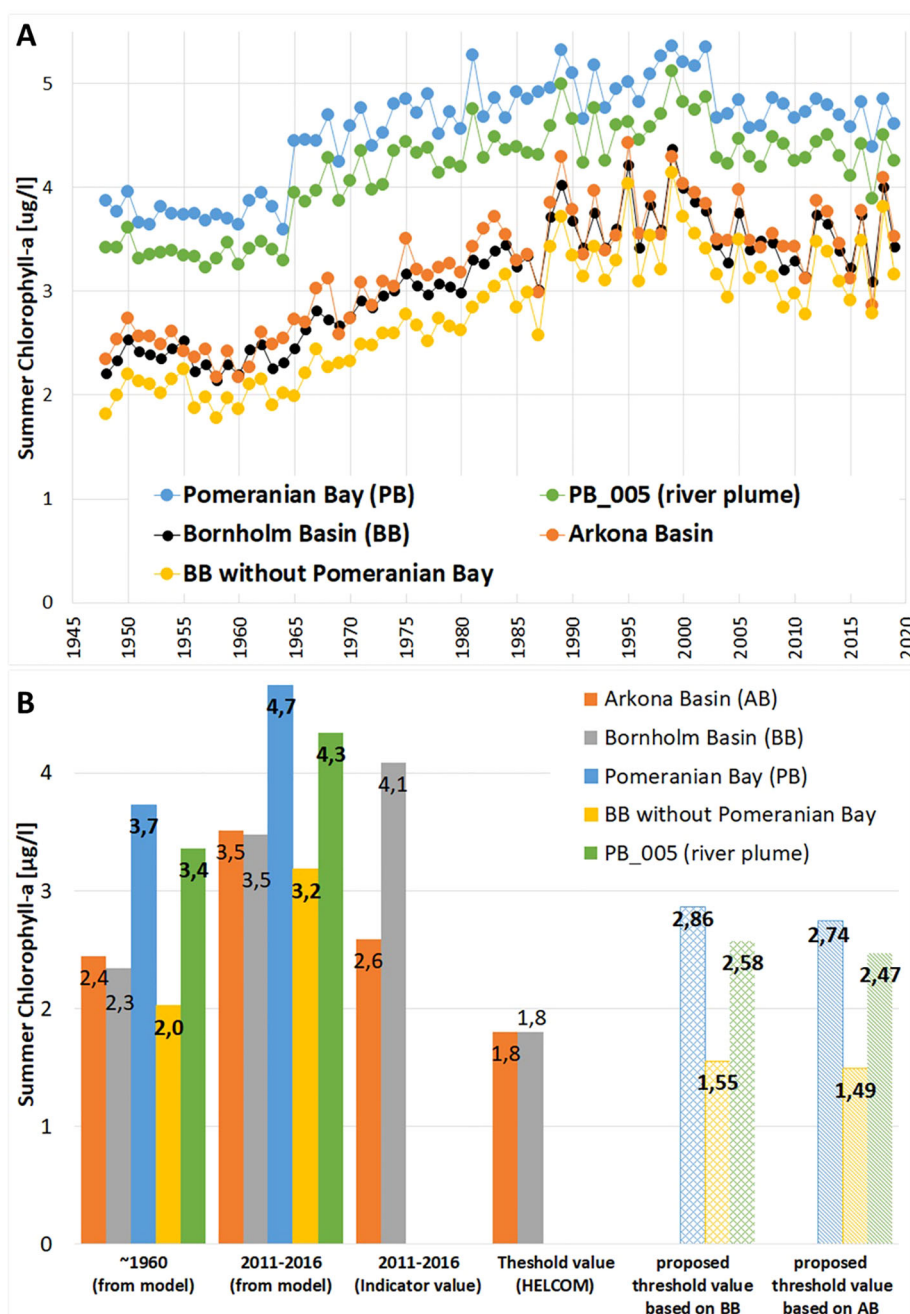 A
Summer Chlorophyll-a [ug/l]
5
4
3
2
1
0
Pomeranian Bay (PB)
PB_005 (river plume)
Bornholm Basin (BB)
Arkona Basin
BB without Pomeranian Bay
1945
1950
1955
1960
1965
1970
1975
1980
1985
1990
1995
2000
2005
2010
2015
2020
B
Summer Chlorophyll-a [µg/l]
4
3
2
1
0
Arkona Basin (AB)
Bornholm Basin (BB)
Pomeranian Bay (PB)
BB without Pomeranian Bay
PB_005 (river plume)
2,4
2,3
3,7
2,0
3,4
3,5
3,5
4,7
3,2
4,3
2,6
4,1
1,8
1,8
2,86
1,55
2,58
2,74
1,49
2,47
~1960
(from model)
2011-2016
(from model)
2011-2016
(Indicator value)
Theshold value
(HELCOM)
proposed
threshold value
based on BB
proposed
threshold value
based on AB